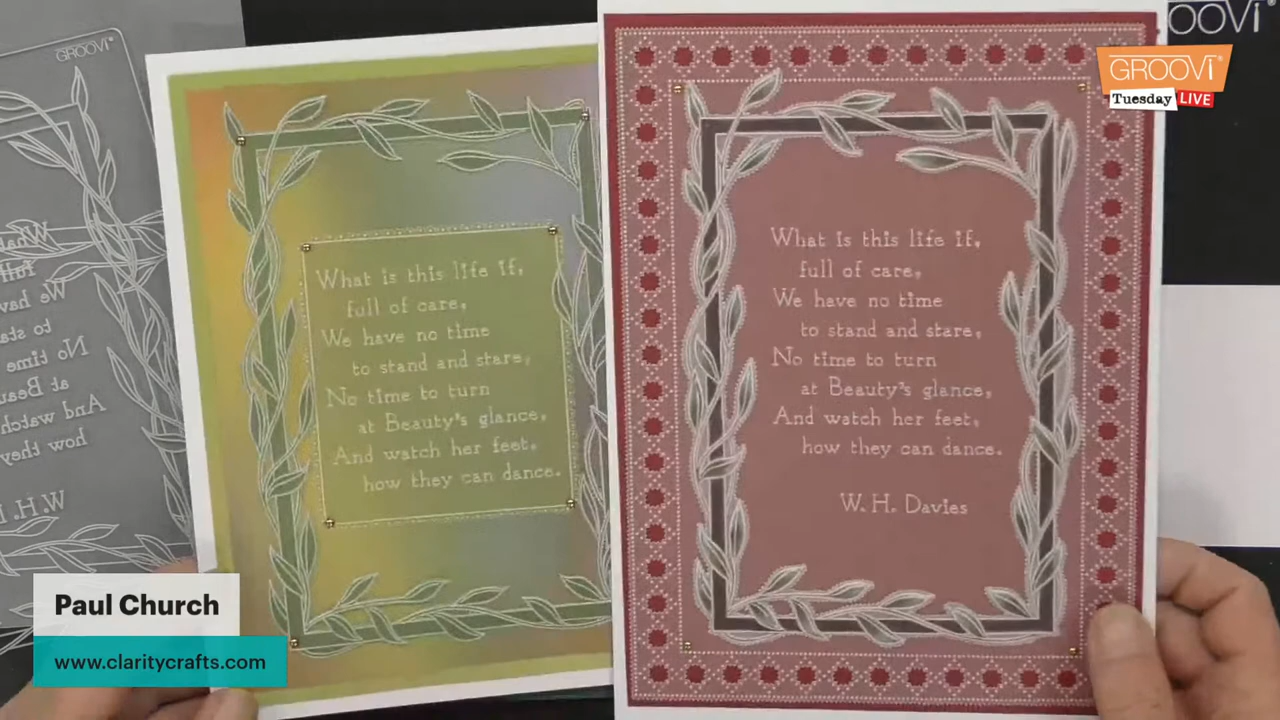 GROOVI
What is this life if,
full of care,
We have no time
to stand and stare,
No time to turn
at Beauty's glance,
And watch her feet,
how they can dance.
What is this life if,
full of care,
We have no time
to stand and stare,
No time to turn
at Beauty's glance,
And watch her feet,
how they can dance.
W. H. Davies
GROOVI
Tuesday LIVE
Paul Church
www.claritycrafts.com